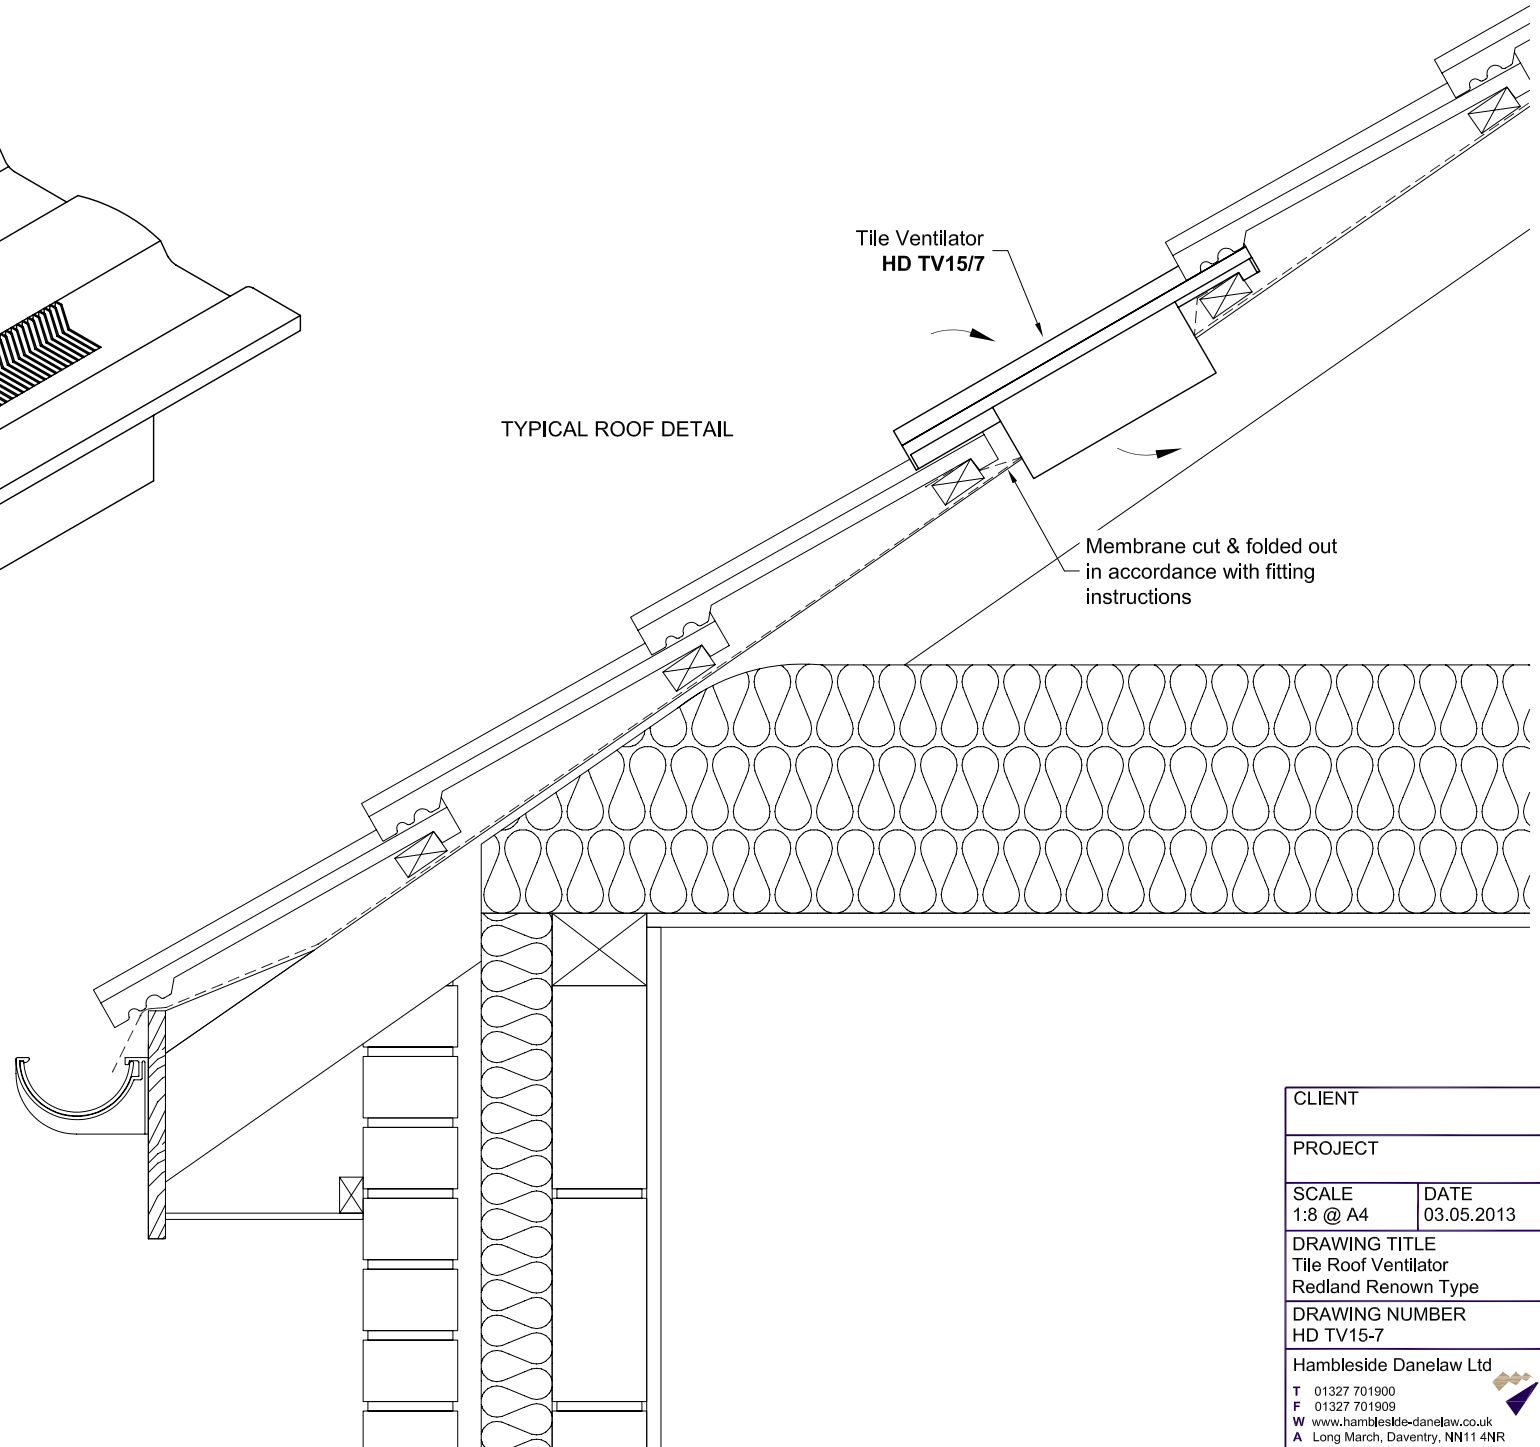 Tile Ventilator
HD TV15/7
TYPICAL ROOF DETAIL
Membrane cut & folded out
in accordance with fitting
instructions
CLIENT
PROJECT
SCALE
1:8 @ A4
DATE
03.05.2013
DRAWING TITLE
Tile Roof Ventilator
Redland Renown Type
DRAWING NUMBER
HD TV15-7
Hambleside Danelaw Ltd
T 01327 701900
F 01327 701909
W www.hambleside-danelaw.co.uk
A Long March, Daventry, NN11 4NR